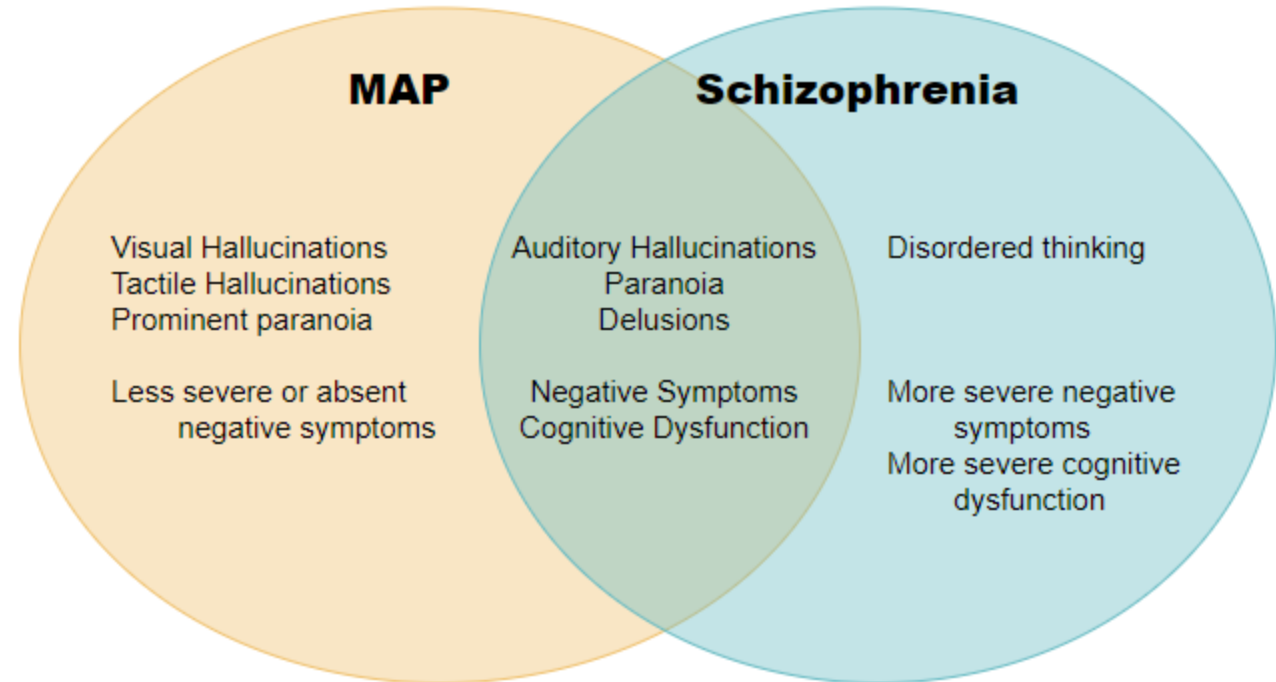 MAP
Visual Hallucinations
Tactile Hallucinations
Prominent paranoia
Less severe or absent
negative symptoms
Auditory Hallucinations
Paranoia
Delusions
Negative Symptoms
Cognitive Dysfunction
Schizophrenia
Disordered thinking
More severe negative
symptoms
More severe cognitive
dysfunction